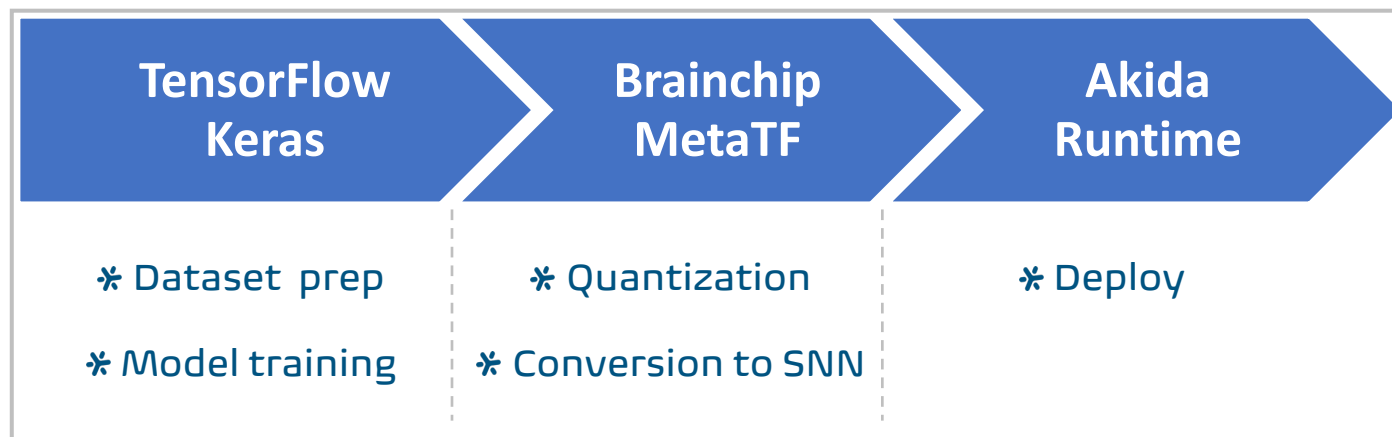 TensorFlow
Keras
Brainchip
MetaTF
Akida
Runtime
* Dataset prep
* Model training
* Quantization
* Conversion to SNN
* Deploy